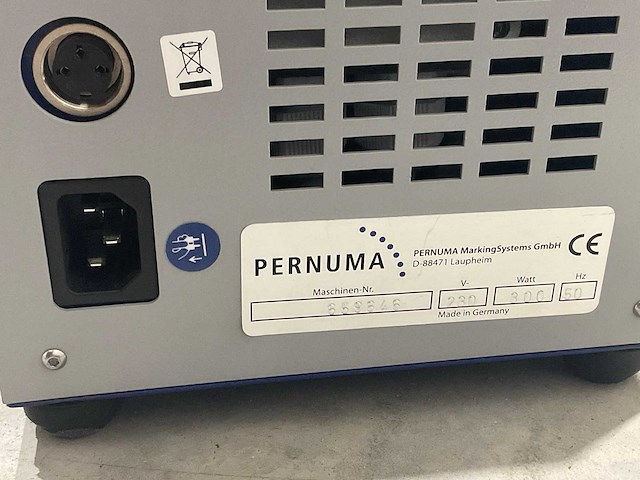 PERNUMA
PERNUMA MarkingSystems GmbH
D-88471 Laupheim
CE
Maschinen-Nr.
V-
230
Watt
300
Hz
50
Made in Germany